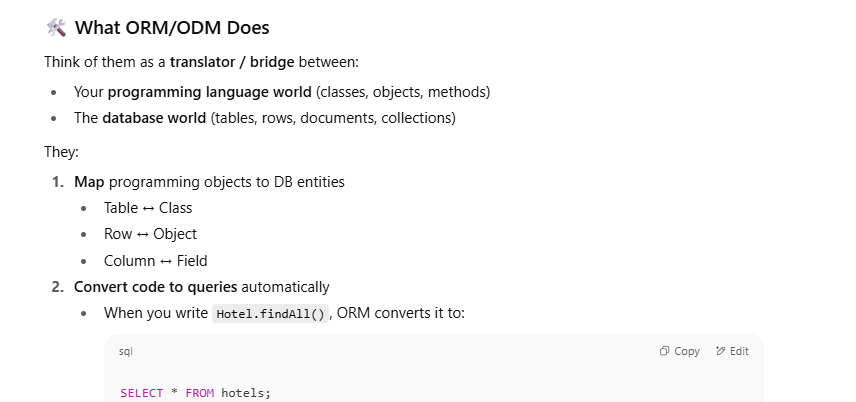 🛠️ What ORM/ODM Does
Think of them as a translator / bridge between:
• Your programming language world (classes, objects, methods)
• The database world (tables, rows, documents, collections)
They:
1. Map programming objects to DB entities
• Table ↔ Class
• Row ↔ Object
• Column ↔ Field
2. Convert code to queries automatically
• When you write Hotel.findAll(), ORM converts it to:
sql Copy Edit
SELECT * FROM hotels;